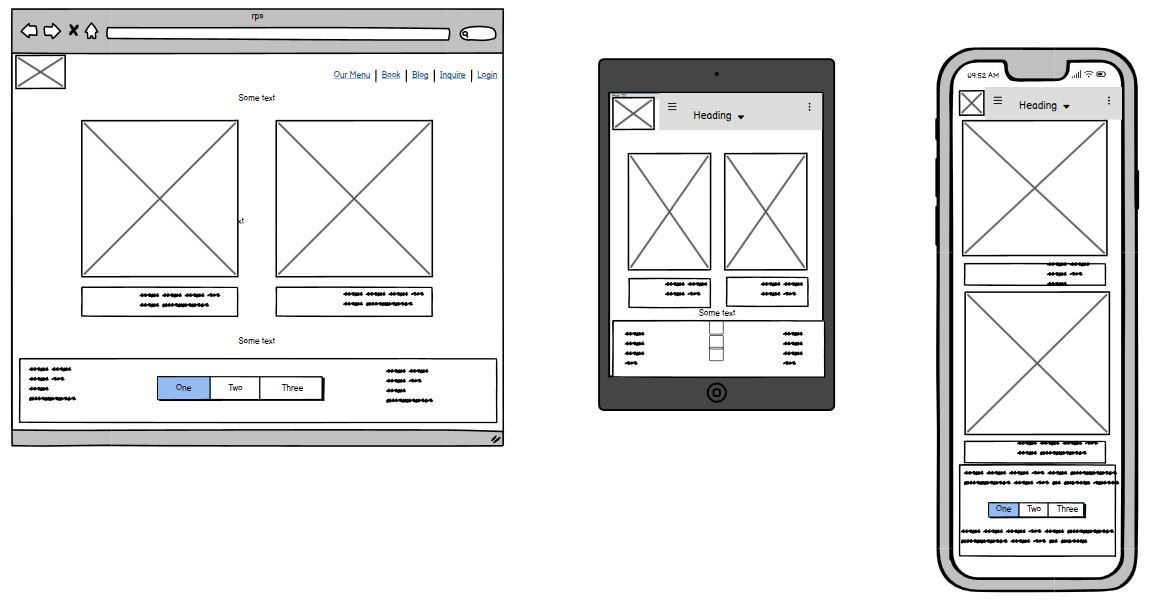 rps
Our Menu | Book | Blog | Inquire | Login
Some text
xt
Some text
One Two Three
Heading
Some text
09:52 AM
Heading
One Two Three